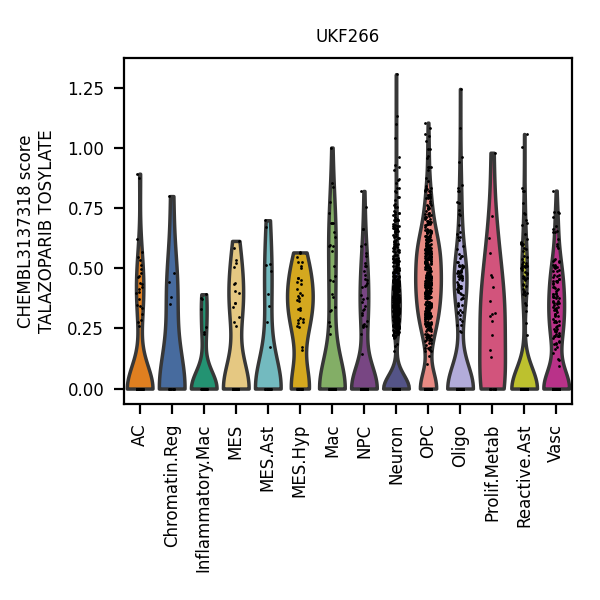 UKF266
CHEMBL3137318 score
TALAZOPARIB TOSYLATE
1.25
1.00
0.75
0.50
0.25
0.00
AC
Chromatin.Reg
Inflammatory.Mac
MES
MES.Ast
MES.Hyp
Mac
NPC
Neuron
OPC
Oligo
Prolif.Metab
Reactive.Ast
Vasc